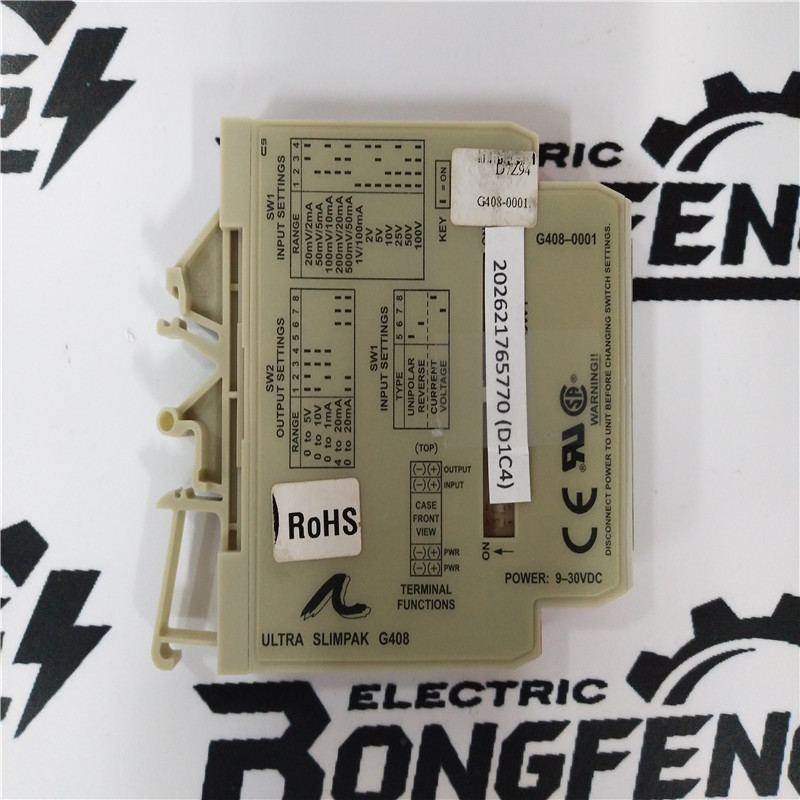 ELECTRIC
BONGFENG
US
SW1
INPUT SETTINGS
RANGE 1 2 3 4
20mV/2mA
50mV/5mA
100mV/10mA
200mV/20mA
500mV/50mA
1V/100mA
2V
5V
10V
25V
50V
100V
KEY = ON
D7Z94
G408-0001.
G408-0001
SW2
OUTPUT SETTINGS
RANGE 1 2 3 4 5 6 7 8
0 to 5V
0 to 10V
0 to 1mA
4 to 20mA
0 to 20mA
SW1
INPUT SETTINGS
TYPE 5 6 7 8
UNIPOLAR
REVERSE
CURRENT
VOLTAGE
202621765770 (D1C4)
WARNING!!
DISCONNECT POWER TO UNIT BEFORE CHANGING SWITCH SETTINGS.
(TOP)
(-) (+) OUTPUT
(-) (+) INPUT
CASE
FRONT
VIEW
(-) (+) PWR
(-) (+) PWR
TERMINAL
FUNCTIONS
ON
CE
POWER: 9-30VDC
RoHS
ULTRA SLIMPAK G408
ELECTRIC
BONGFENG